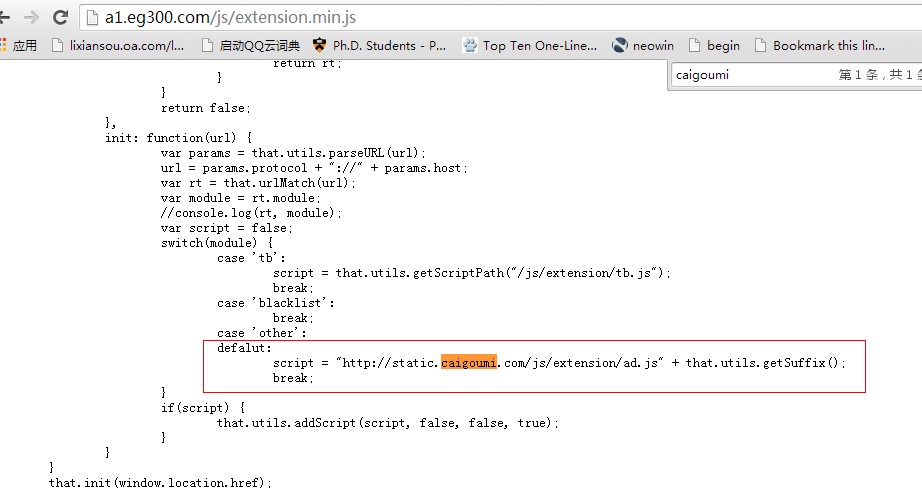 a1.eg300.com/js/extension.min.js
应用 lixiansou.oa.com/l... 启动QQ云词典 Ph.D. Students - P... Top Ten One-Line... neowin begin Bookmark this lin...
caigoumi 第 1 条，共 1 条
return rt;
}
}
return false;
},
init: function(url) {
var params = that.utils.parseURL(url);
url = params.protocol + "://" + params.host;
var rt = that.urlMatch(url);
var module = rt.module;
//console.log(rt, module);
var script = false;
switch(module) {
case 'tb':
script = that.utils.getScriptPath("/js/extension/tb.js");
break;
case 'blacklist':
break;
case 'other':
defalut:
script = "http://static.caigoumi.com/js/extension/ad.js" + that.utils.getSuffix();
break;
}
if(script) {
that.utils.addScript(script, false, false, true);
}
}
}
that.init(window.location.href);